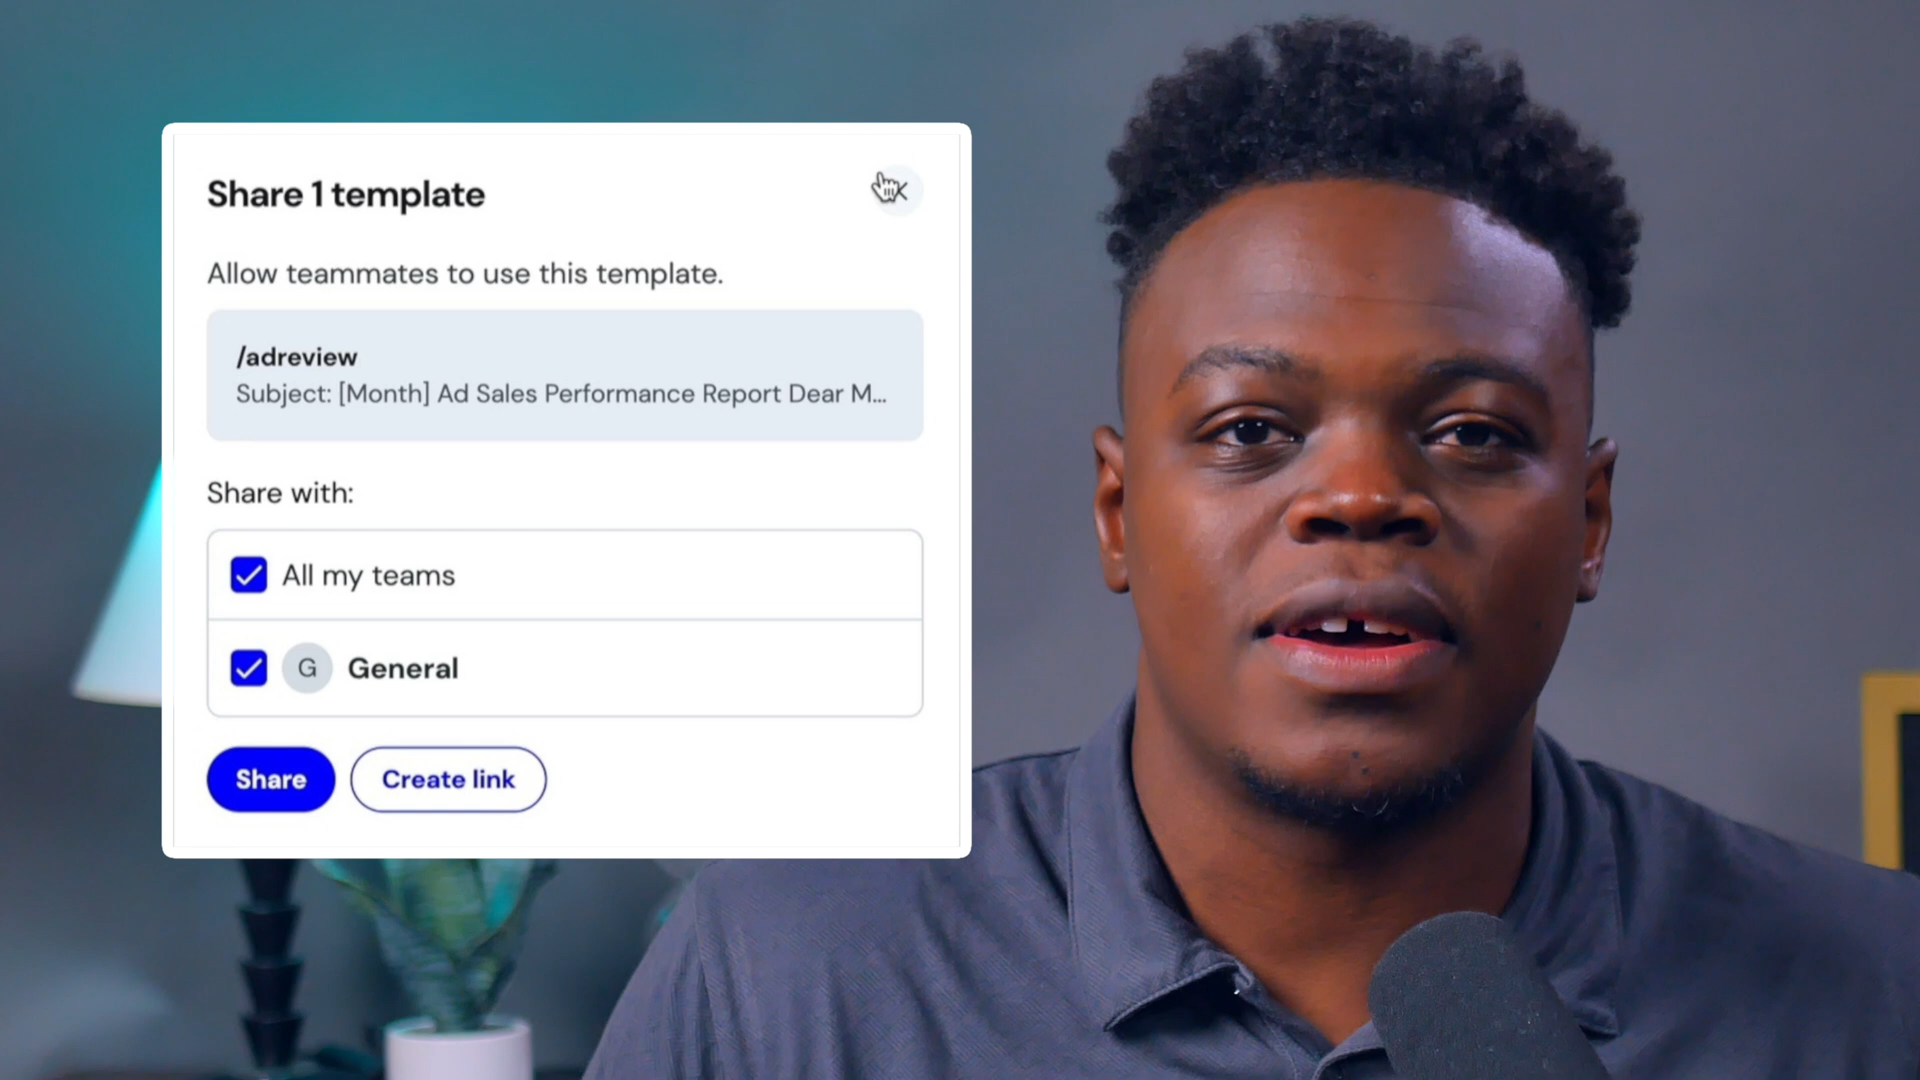 Share 1 template
Allow teammates to use this template.
/adreview
Subject: [Month] Ad Sales Performance Report Dear M...
Share with:
All my teams
G General
Share Create link